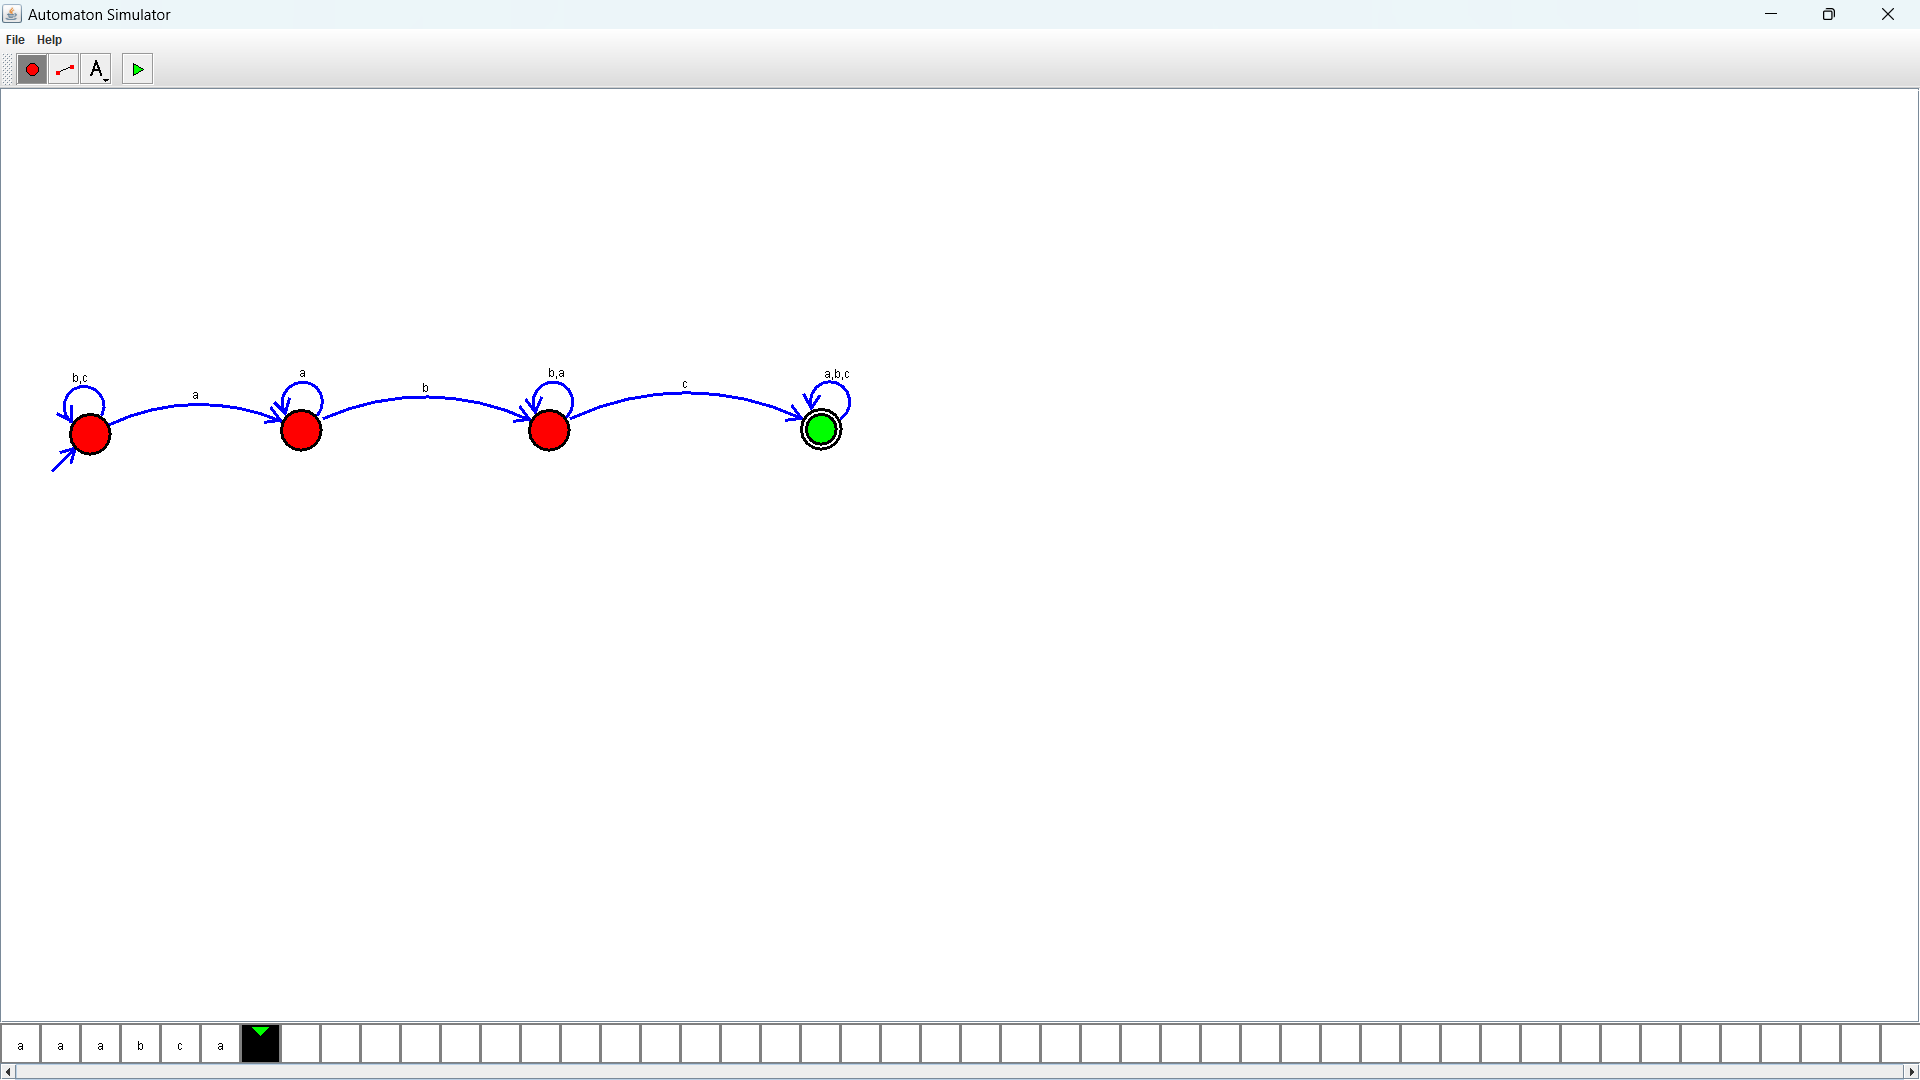 Automaton Simulator
File Help
A
b,c
a
a
b
b,a
c
a,b,c
a a a b c a